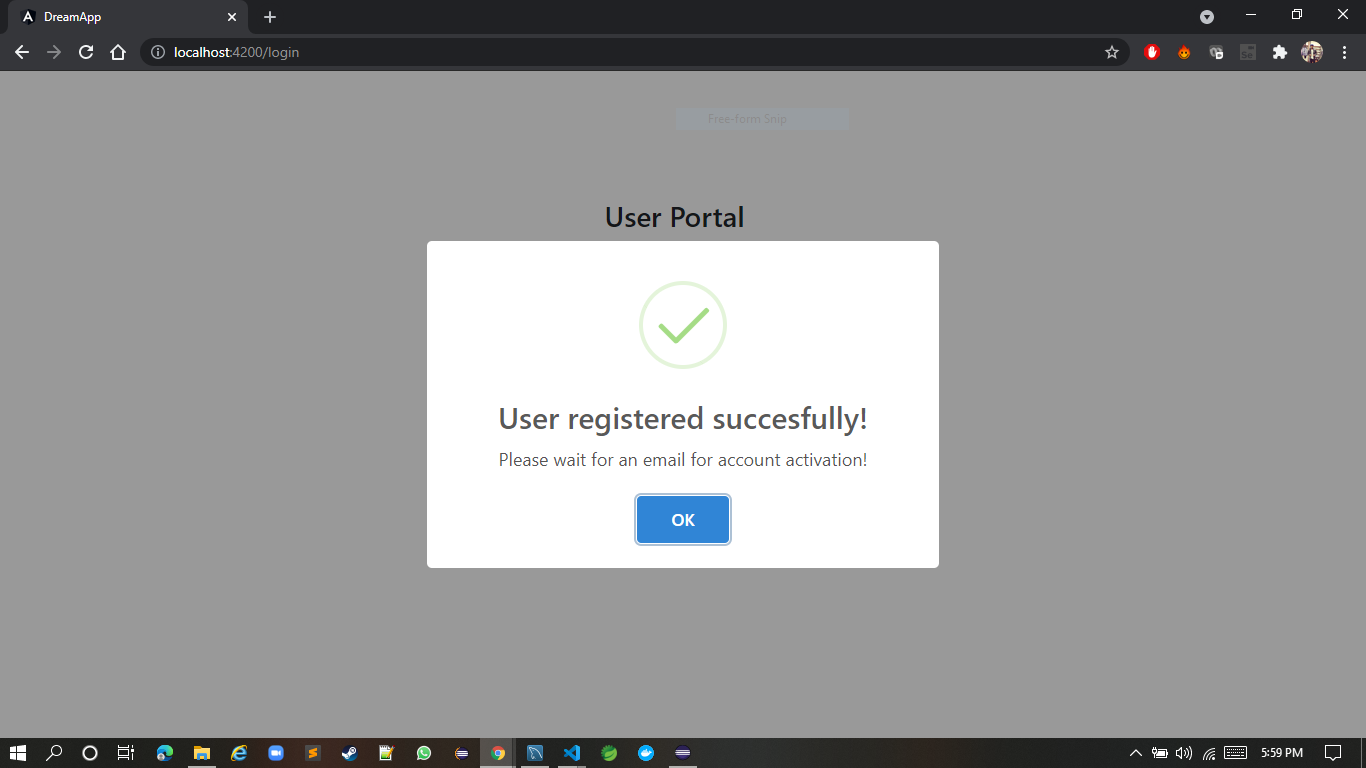 DreamApp
localhost:4200/login
Free-form Snip
User Portal
User registered succesfully!
Please wait for an email for account activation!
OK
5:59 PM